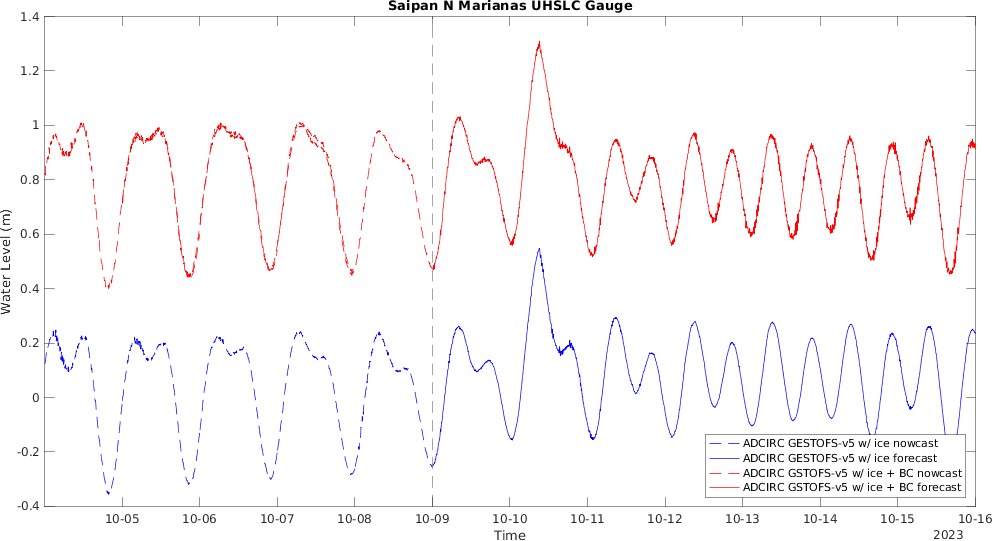 Saipan N Marianas UHSLC Gauge
1.4
1.2
1
0.8
0.6
0.4
0.2
0
-0.2
-0.4
Water Level (m)
ADCIRC GESTOFS-v5 w/ ice nowcast
ADCIRC GESTOFS-v5 w/ ice forecast
ADCIRC GSTOFS-v5 w/ ice + BC nowcast
ADCIRC GSTOFS-v5 w/ ice + BC forecast
10-05 10-06 10-07 10-08 10-09 10-10 10-11 10-12 10-13 10-14 10-15 10-16
Time
2023